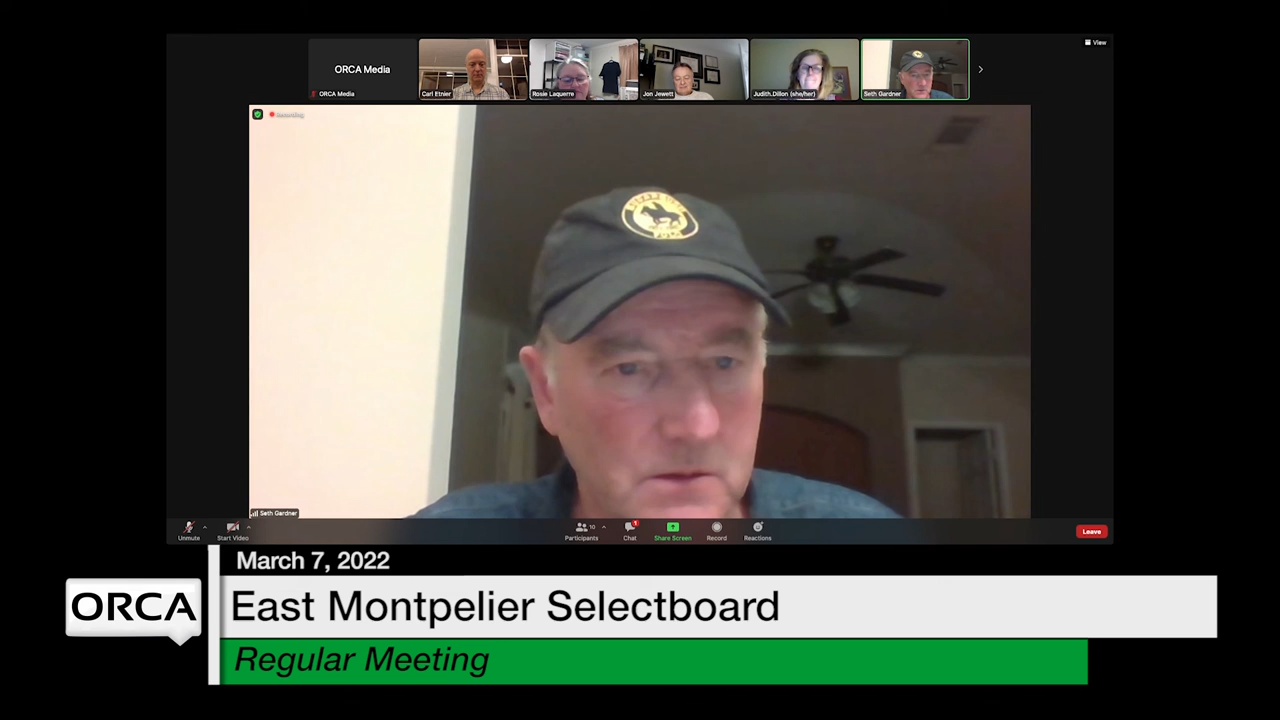 View
ORCA Media
ORCA Media
Carl Etnier
Rosie Laquerre
Jon Jewett
Judith.Dillon (she/her)
Seth Gardner
Recording
Seth Gardner
Unmute
Start Video
10
Participants
1
Chat
Share Screen
Record
Reactions
Leave
March 7, 2022
ORCA
East Montpelier Selectboard
Regular Meeting